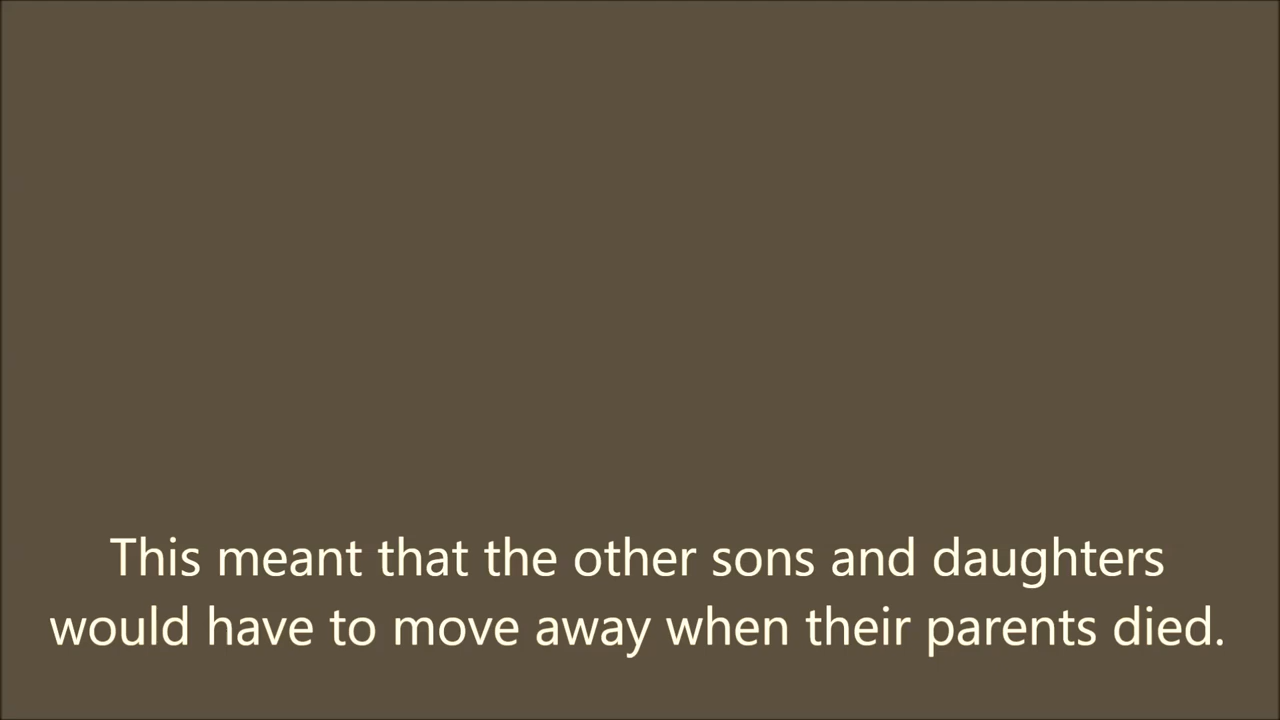 This meant that the other sons and daughters
would have to move away when their parents died.